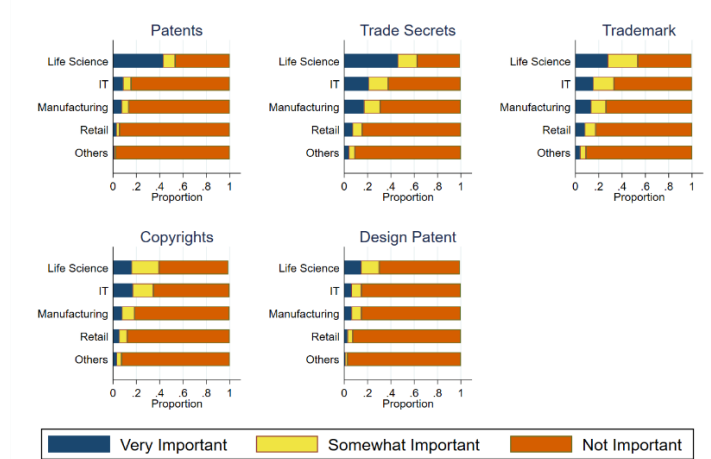 Patents
Life Science
IT
Manufacturing
Retail
Others
0 .2 .4 .6 .8 1
Proportion
Trade Secrets
Life Science
IT
Manufacturing
Retail
Others
0 .2 .4 .6 .8 1
Proportion
Trademark
Life Science
IT
Manufacturing
Retail
Others
0 .2 .4 .6 .8 1
Proportion
Copyrights
Life Science
IT
Manufacturing
Retail
Others
0 .2 .4 .6 .8 1
Proportion
Design Patent
Life Science
IT
Manufacturing
Retail
Others
0 .2 .4 .6 .8 1
Proportion
Very Important Somewhat Important Not Important